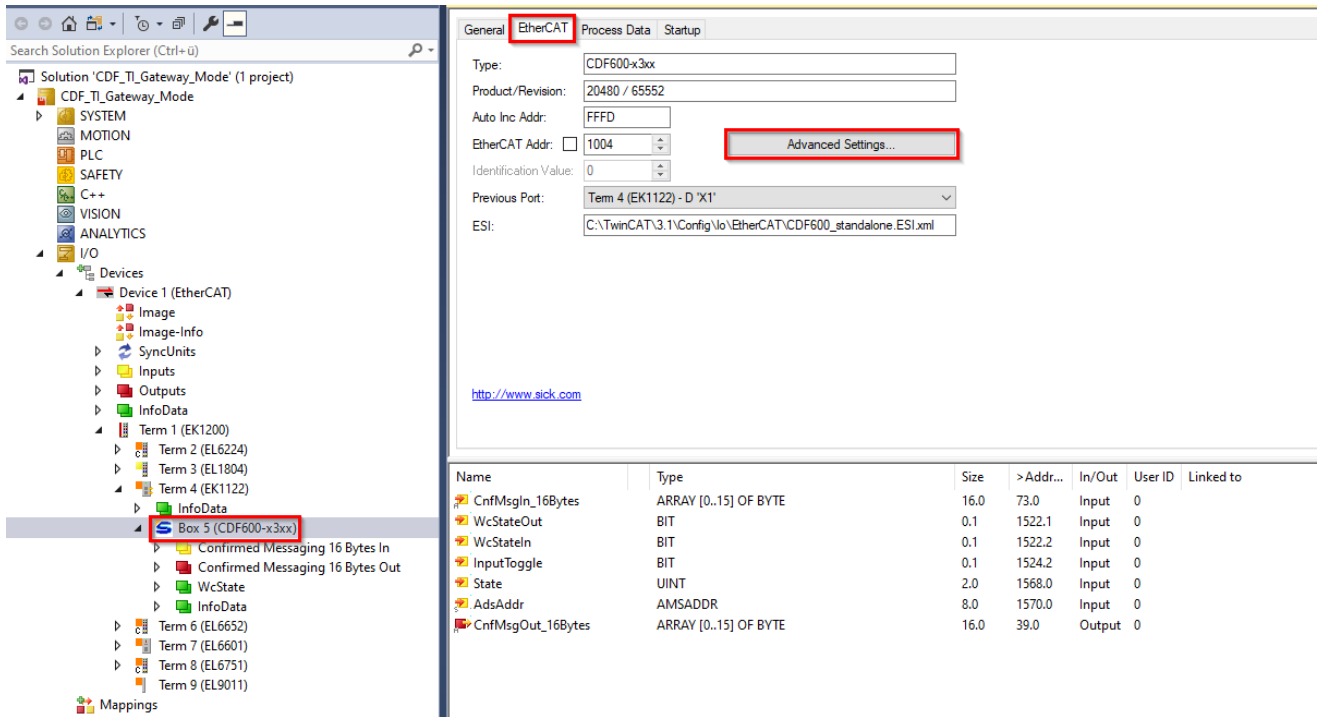 Search Solution Explorer (Ctrl+ü)
Solution 'CDF_TI_Gateway_Mode' (1 project)
CDF_TI_Gateway_Mode
SYSTEM
MOTION
PLC
SAFETY
C++
VISION
ANALYTICS
I/O
Devices
Device 1 (EtherCAT)
Image
Image-Info
SyncUnits
Inputs
Outputs
InfoData
Term 1 (EK1200)
Term 2 (EL6224)
Term 3 (EL1804)
Term 4 (EK1122)
InfoData
Box 5 (CDF600-x3xx)
Confirmed Messaging 16 Bytes In
Confirmed Messaging 16 Bytes Out
WcState
InfoData
Term 6 (EL6652)
Term 7 (EL6601)
Term 8 (EL6751)
Term 9 (EL9011)
Mappings
General EtherCAT Process Data Startup
Type: CDF600-x3xx
Product/Revision: 20480 / 65552
Auto Inc Addr: FFFD
EtherCAT Addr: 1004 Advanced Settings...
Identification Value: 0
Previous Port: Term 4 (EK1122) - D 'X1'
ESI: C:\TwinCAT\3.1\Config\Io\EtherCAT\CDF600_standalone.ESI.xml
http://www.sick.com
Name Type Size >Addr... In/Out User ID Linked to
CnfMsgIn_16Bytes ARRAY [0..15] OF BYTE 16.0 73.0 Input 0
WcStateOut BIT 0.1 1522.1 Input 0
WcStateIn BIT 0.1 1522.2 Input 0
InputToggle BIT 0.1 1524.2 Input 0
State UINT 2.0 1568.0 Input 0
AdsAddr AMSADDR 8.0 1570.0 Input 0
CnfMsgOut_16Bytes ARRAY [0..15] OF BYTE 16.0 39.0 Output 0